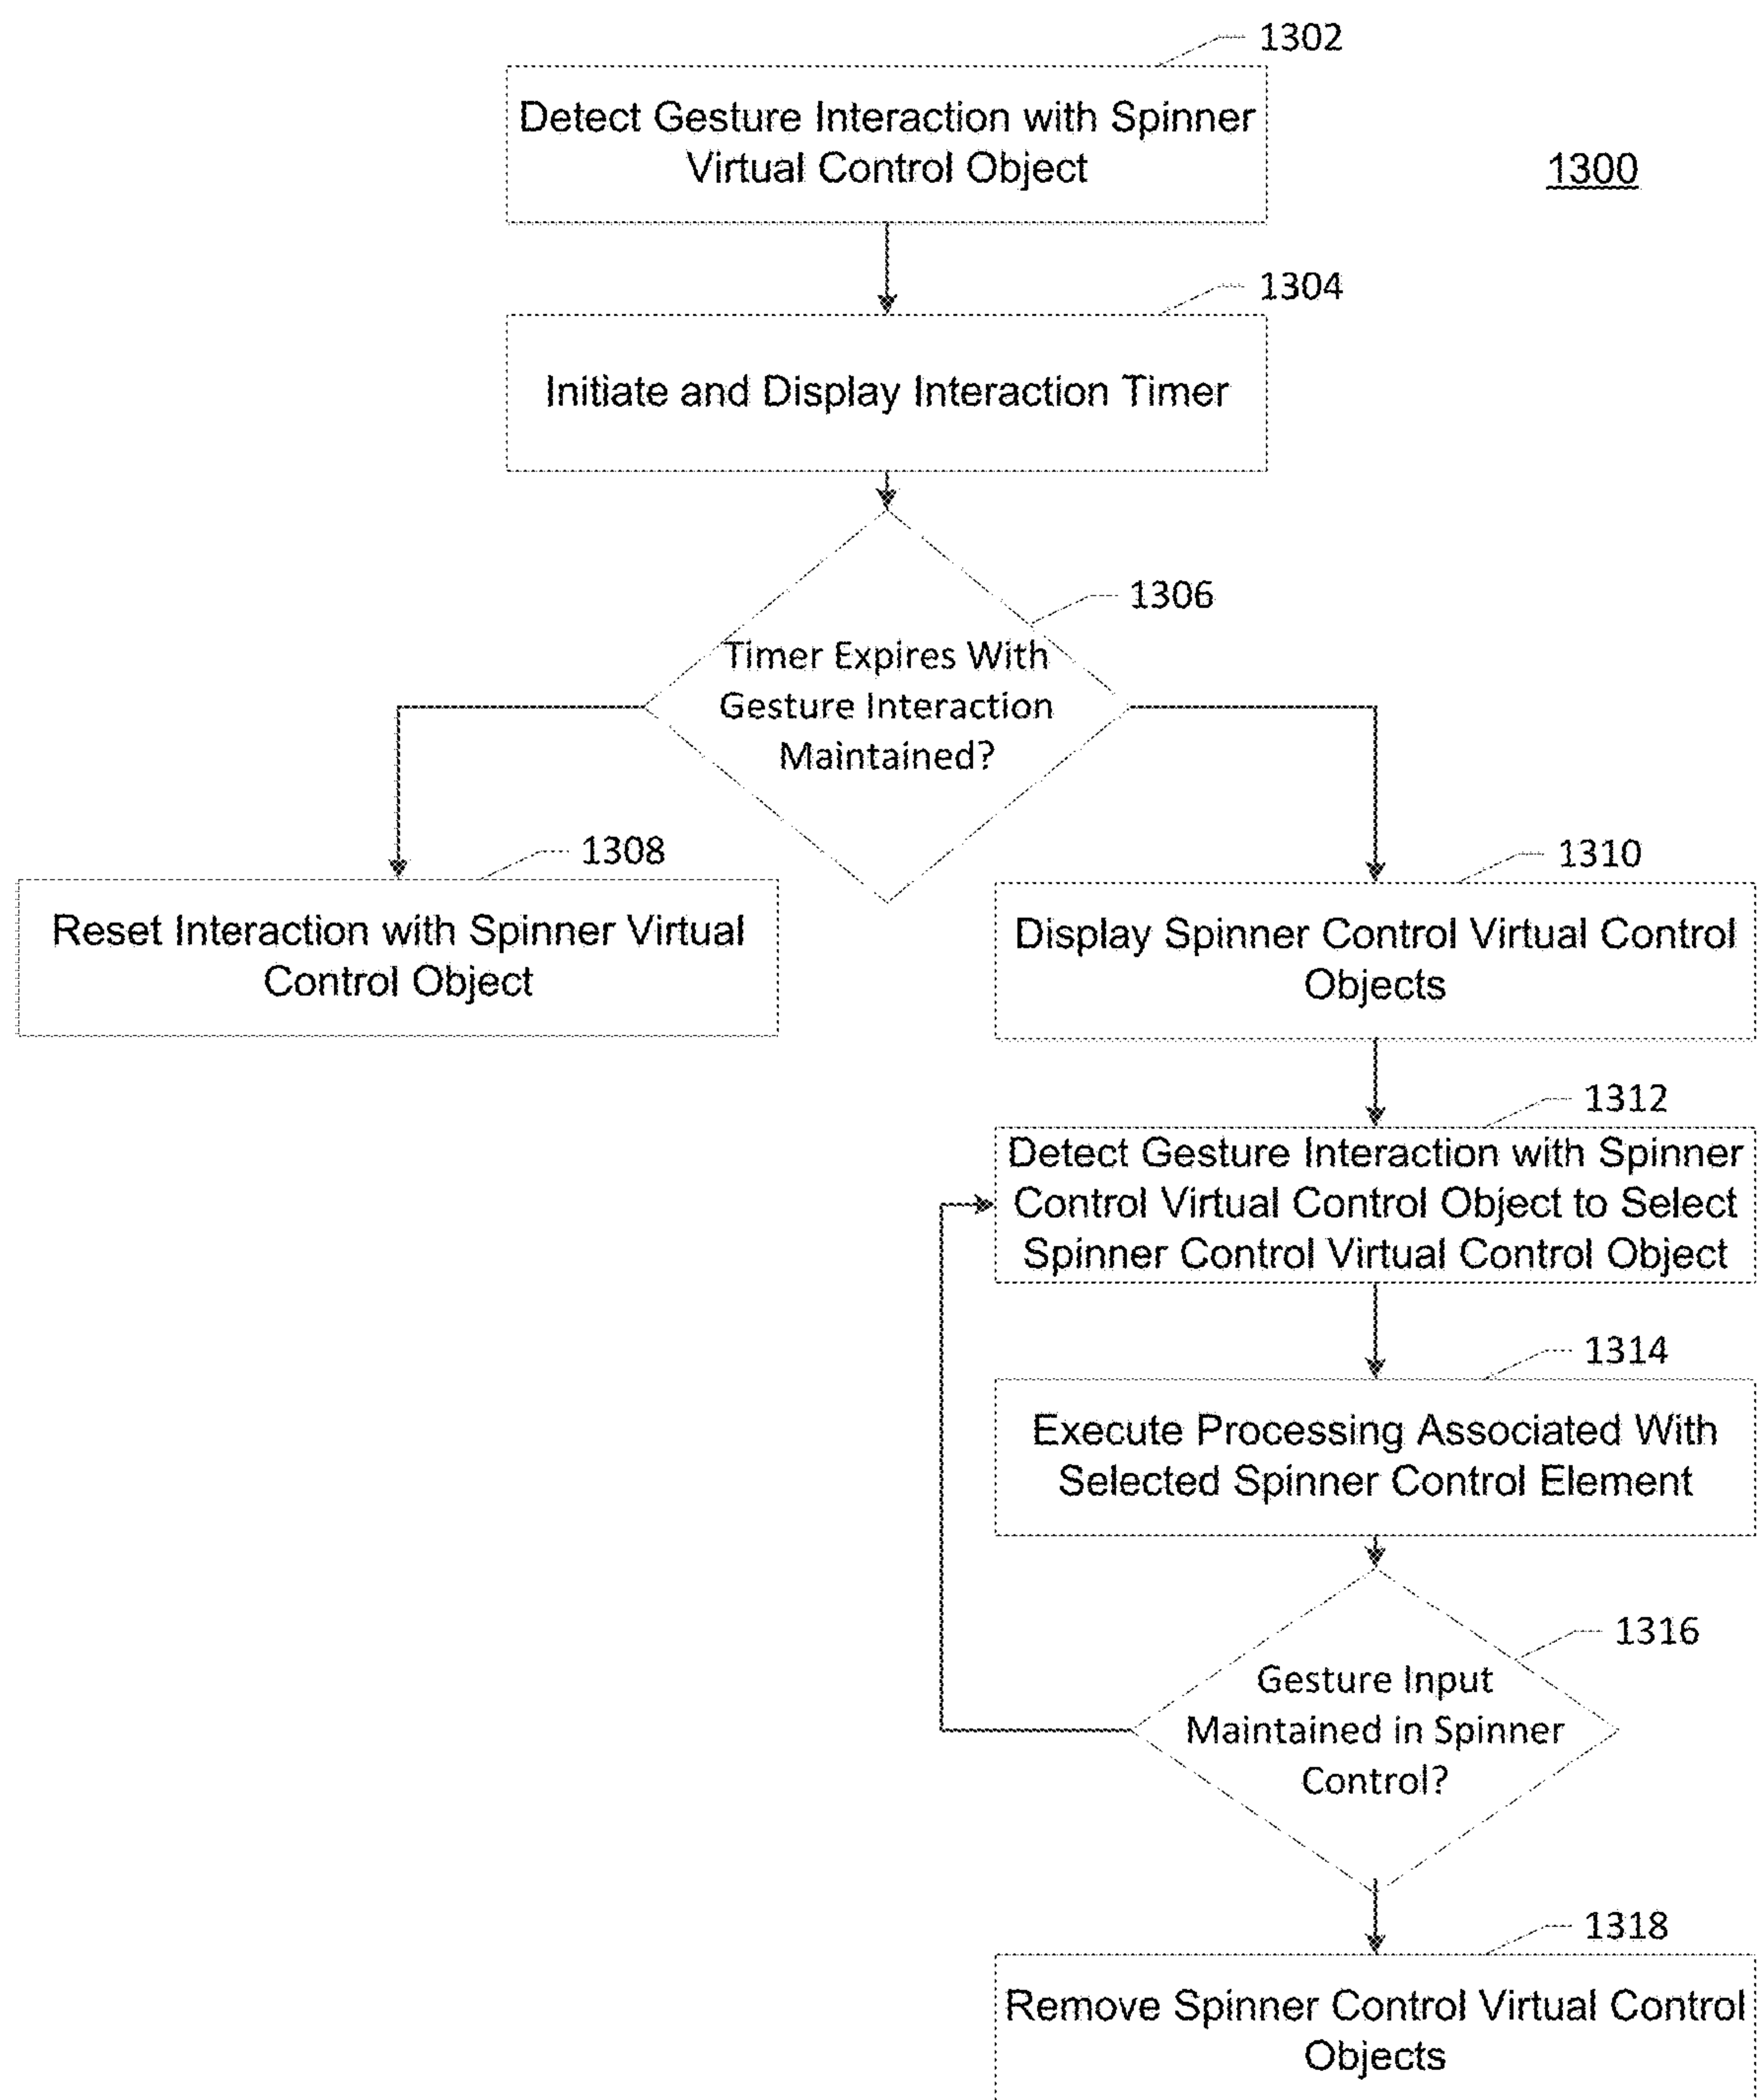 1302
Detect Gesture Interaction with Spinner
Virtual Control Object
1300
1304
Initiate and Display Interaction Timer
1306
Timer Expires With
Gesture Interaction
Maintained?
1308
Reset Interaction with Spinner Virtual
Control Object
1310
Display Spinner Control Virtual Control
Objects
1312
Detect Gesture Interaction with Spinner
Control Virtual Control Object to Select
Spinner Control Virtual Control Object
1314
Execute Processing Associated With
Selected Spinner Control Element
1316
Gesture Input
Maintained in Spinner
Control?
1318
Remove Spinner Control Virtual Control
Objects